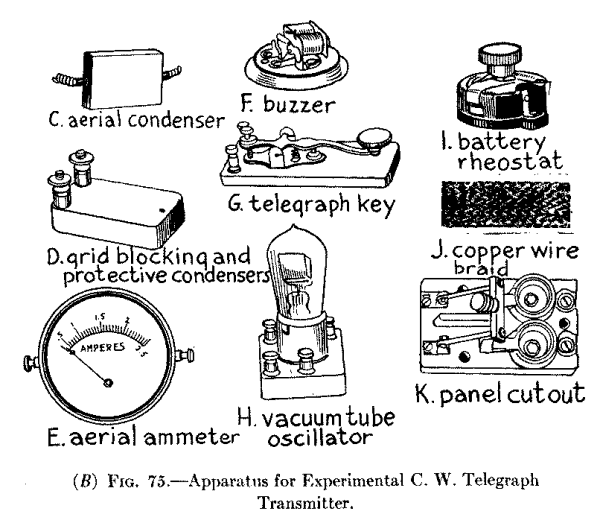 C. aerial condenser
F. buzzer
I. battery
rheostat
G. telegraph key
D. grid blocking and
protective condensers
J. copper wire
braid
.5 1 1.5 2 2.5
AMPERES
E. aerial ammeter
H. vacuum tube
oscillator
K. panel cutout
(B) Fig. 75.—Apparatus for Experimental C. W. Telegraph
Transmitter.